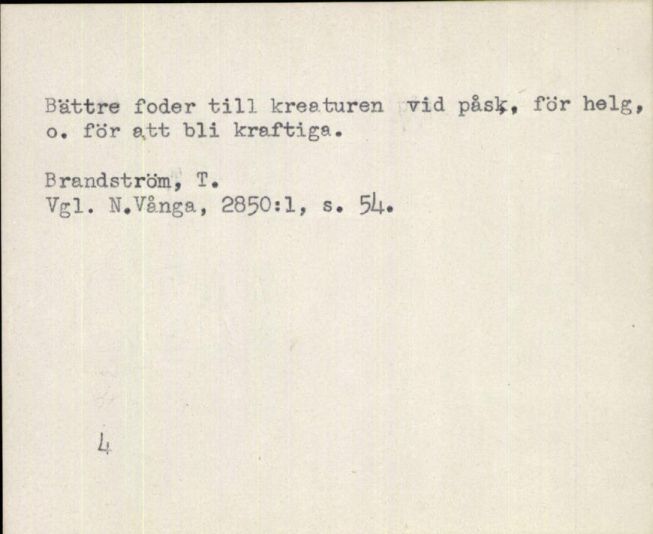 Bättre foder till kreaturen vid påsk, för helg,
o. för att bli kraftiga.
Brandström, T.
Vgl. N.Vånga, 2850:1, s. 54.
4